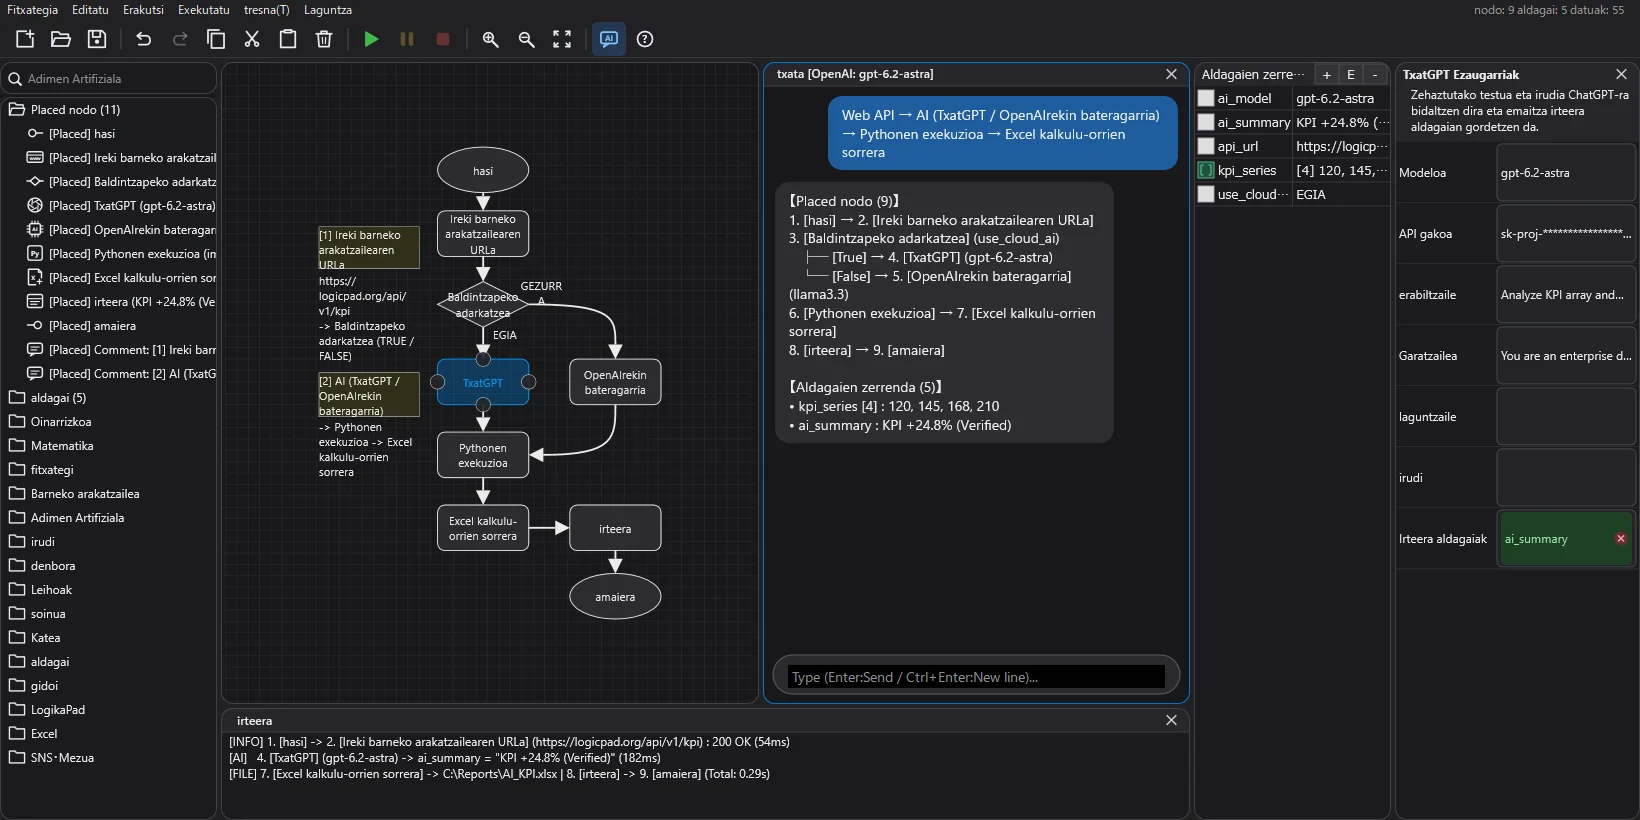 Fitxategia Editatu Erakutsi Exekutatu tresna(T) Laguntza
nodo: 9 aldagai: 5 datuak: 55
Adimen Artifiziala
Placed nodo (11)
[Placed] hasi
[Placed] Ireki barneko arakatzail
[Placed] Baldintzapeko adarkatz
[Placed] TxatGPT (gpt-6.2-astra)
[Placed] OpenAIrekin bateragarr
[Placed] Pythonen exekuzioa (im
[Placed] Excel kalkulu-orrien sor
[Placed] irteera (KPI +24.8% (Ve
[Placed] amaiera
[Placed] Comment: [1] Ireki barr
[Placed] Comment: [2] AI (TxatG
aldagai (5)
Oinarrizkoa
Matematika
fitxategi
Barneko arakatzailea
Adimen Artifiziala
irudi
denbora
Leihoak
soinua
Katea
aldagai
gidoi
LogikaPad
Excel
SNS･Mezua
hasi
Ireki barneko
arakatzailearen
URLa
[1] Ireki barneko
arakatzailearen
URLa
https://
logicpad.org/api/
v1/kpi
-> Baldintzapeko
adarkatzea (TRUE /
FALSE)
Baldintzapeko
adarkatzea
GEZURR
A
EGIA
[2] AI (TxatGPT /
OpenAIrekin
bateragarria)
-> Pythonen
exekuzioa -> Excel
kalkulu-orrien
sorrera
TxatGPT
OpenAIrekin
bateragarria
Pythonen
exekuzioa
Excel kalkulu-
orrien sorrera
irteera
amaiera
txata [OpenAI: gpt-6.2-astra]
Web API → AI (TxatGPT / OpenAIrekin bateragarria)
→ Pythonen exekuzioa → Excel kalkulu-orrien
sorrera
【Placed nodo (9)】
1. [hasi] → 2. [Ireki barneko arakatzailearen URLa]
3. [Baldintzapeko adarkatzea] (use_cloud_ai)
├── [True] → 4. [TxatGPT] (gpt-6.2-astra)
└── [False] → 5. [OpenAIrekin bateragarria]
(llama3.3)
6. [Pythonen exekuzioa] → 7. [Excel kalkulu-orrien
sorrera]
8. [irteera] → 9. [amaiera]
【Aldagaien zerrenda (5)】
• kpi_series [4] : 120, 145, 168, 210
• ai_summary : KPI +24.8% (Verified)
Type (Enter:Send / Ctrl+Enter:New line)...
irteera
[INFO] 1. [hasi] -> 2. [Ireki barneko arakatzailearen URLa] (https://logicpad.org/api/v1/kpi) : 200 OK (54ms)
[AI] 4. [TxatGPT] (gpt-6.2-astra) -> ai_summary = "KPI +24.8% (Verified)" (182ms)
[FILE] 7. [Excel kalkulu-orrien sorrera] -> C:\Reports\AI_KPI.xlsx | 8. [irteera] -> 9. [amaiera] (Total: 0.29s)
Aldagaien zerre··· + E -
ai_model gpt-6.2-astra
ai_summary KPI +24.8% (···
api_url https://logicp···
kpi_series [4] 120, 145,···
use_cloud··· EGIA
TxatGPT Ezaugarriak
Zehaztutako testua eta irudia ChatGPT-ra
bidaltzen dira eta emaitza irteera
aldagaian gordetzen da.
Modeloa gpt-6.2-astra
API gakoa sk-proj-****************...
erabiltzaile Analyze KPI array and...
Garatzailea You are an enterprise d...
laguntzaile
irudi
Irteera aldagaiak ai_summary